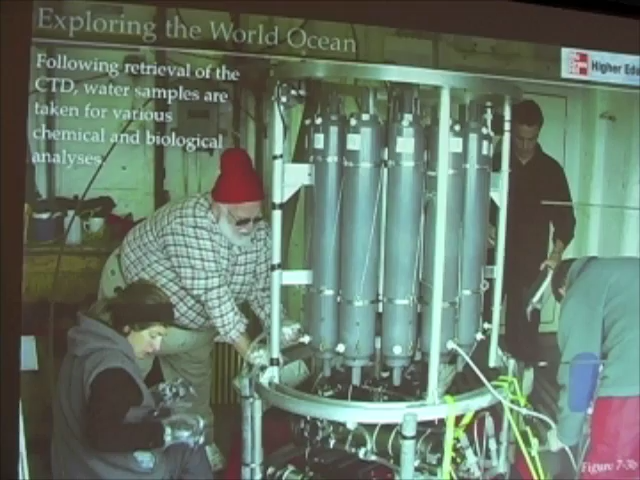 Exploring the World Ocean
Following retrieval of the
CTD, water samples are
taken for various
chemical and biological
analyses.
Higher Edu
Figure 7-3b